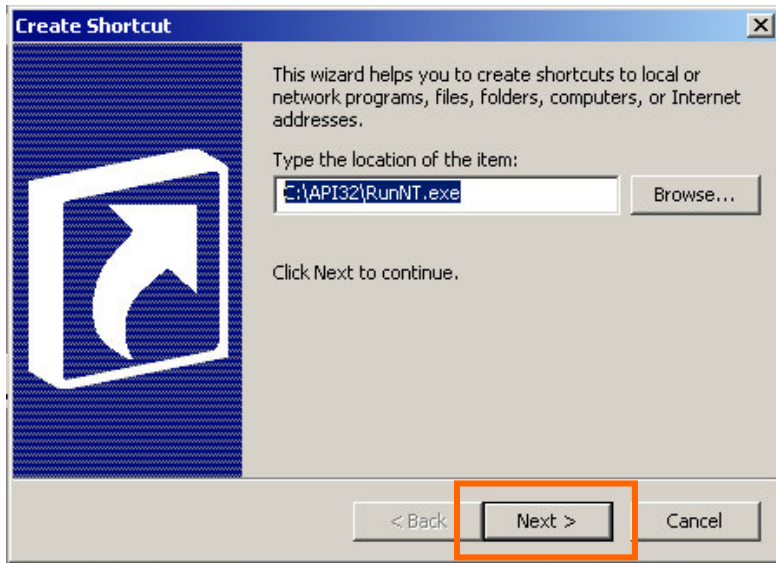 Create Shortcut
This wizard helps you to create shortcuts to local or
network programs, files, folders, computers, or Internet
addresses.
Type the location of the item:
C:\API32\RunNT.exe
Browse...
Click Next to continue.
< Back
Next >
Cancel